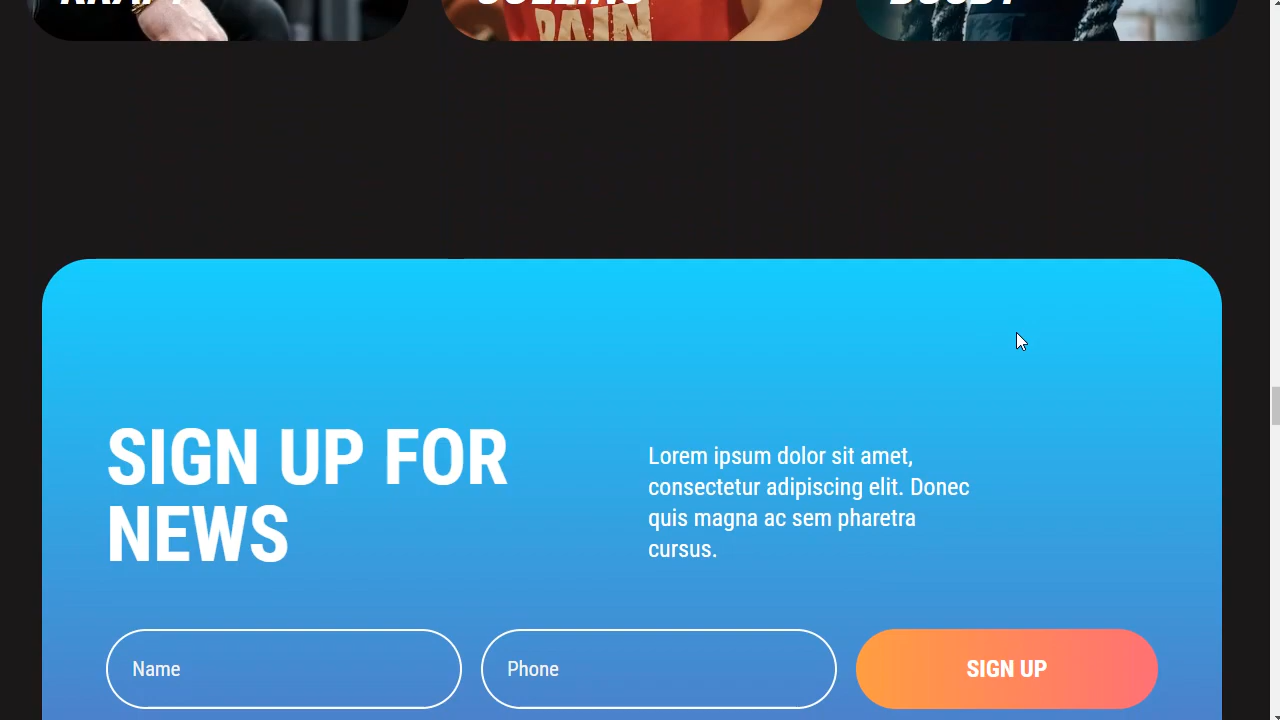 PAIN
SIGN UP FOR
NEWS
Lorem ipsum dolor sit amet,
consectetur adipiscing elit. Donec
quis magna ac sem pharetra
cursus.
Name
Phone
SIGN UP